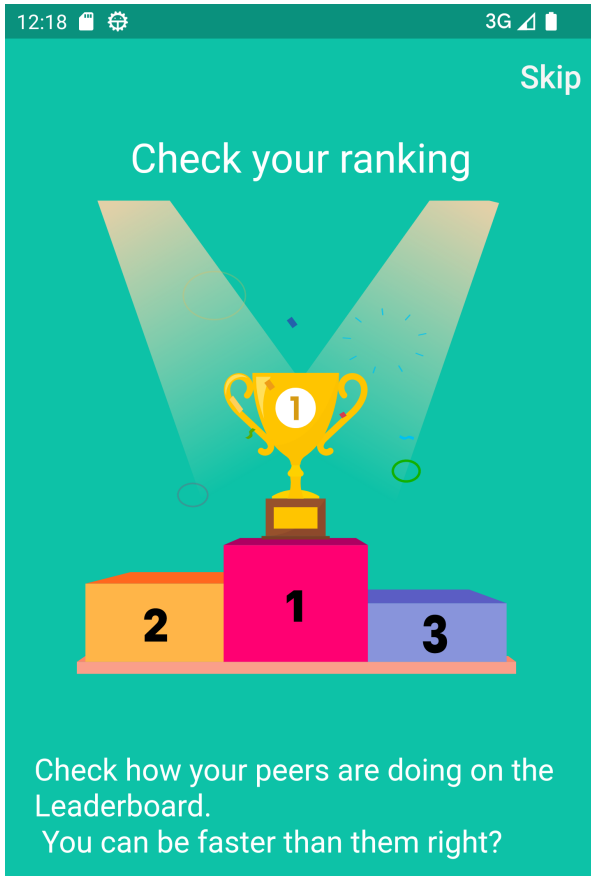 12:18 3G
Skip
Check your ranking
1
2
1
3
Check how your peers are doing on the
Leaderboard.
You can be faster than them right?